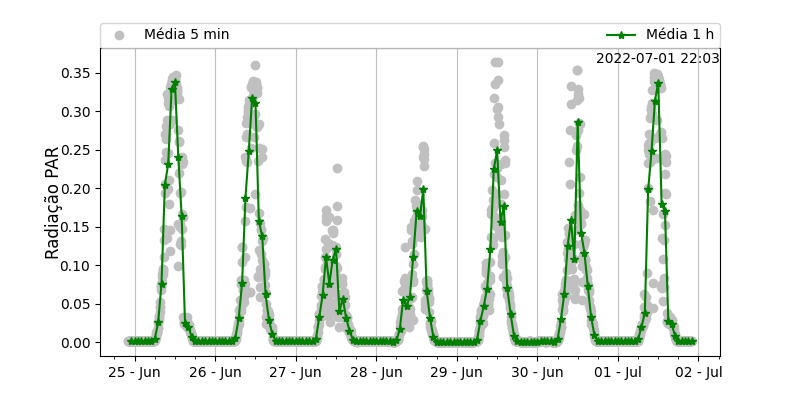 Média 5 min
Média 1 h
2022-07-01 22:03
Radiação PAR
0.35
0.30
0.25
0.20
0.15
0.10
0.05
0.00
25 - Jun
26 - Jun
27 - Jun
28 - Jun
29 - Jun
30 - Jun
01 - Jul
02 - Jul